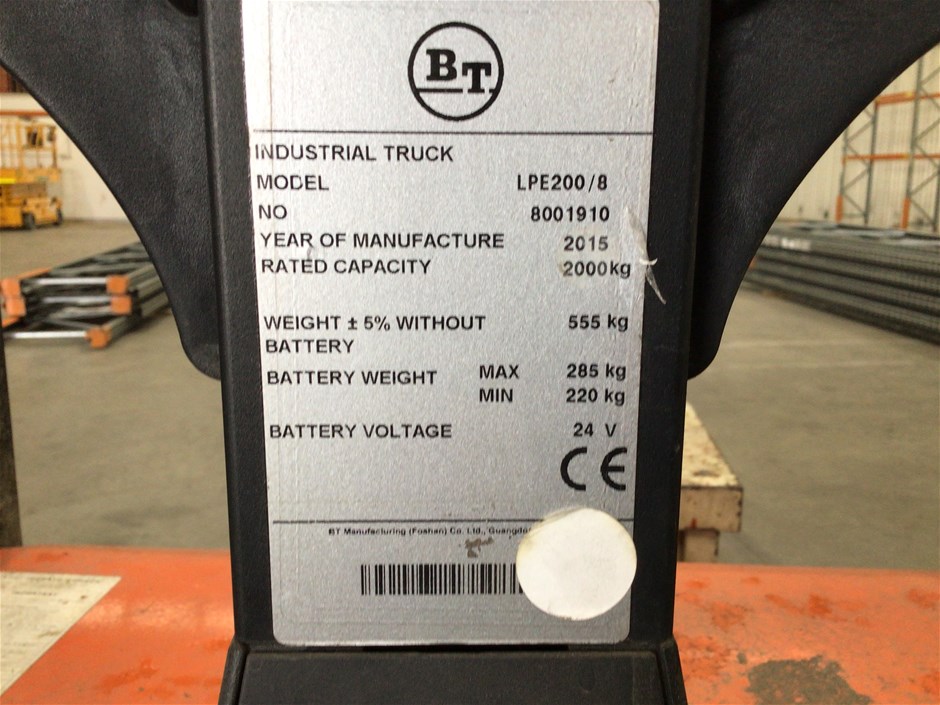 BT
INDUSTRIAL TRUCK
MODEL LPE200/8
NO 8001910
YEAR OF MANUFACTURE 2015
RATED CAPACITY 2000kg
WEIGHT ± 5% WITHOUT 555 kg
BATTERY
BATTERY WEIGHT MAX 285 kg
MIN 220 kg
BATTERY VOLTAGE 24 V
CE
BT Manufacturing (Foshan) Co. Ltd.,